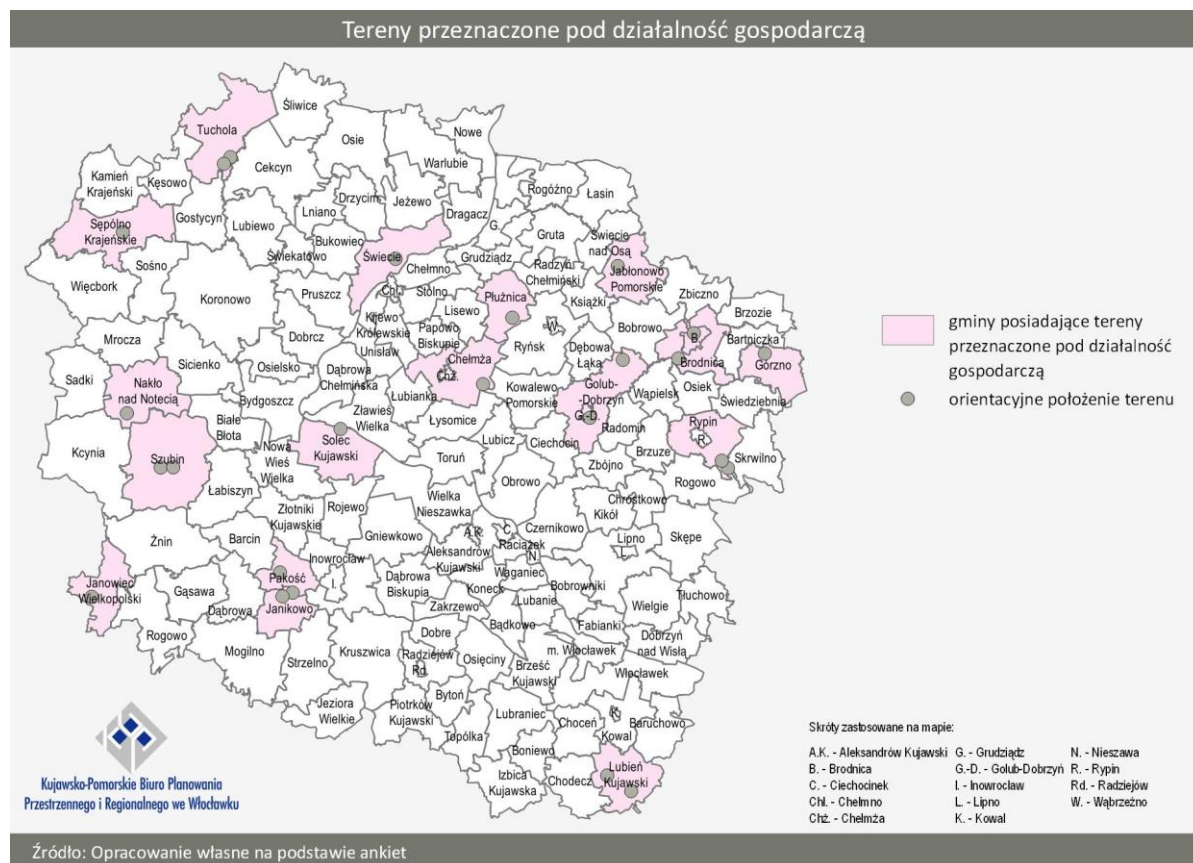 Tereny przeznaczone pod działalność gospodarczą
Śliwice
Tuchola
Osie
Nowe
Cekcyn
Warlubie
Kamień
Krajeński
Kęsowo
Rogóźno
Łasin
Drzycim
Jeżewo
Lniano
Dragacz
Gostycyn
Lubiewo
G.
Sępólno
Krajeńskie
Bukowiec
Gruta
Świecie
nad Osą
Świekatowo
Świecie
Grudziądz
Chełmno
Radzyń
Chełmiński
Jabłonowo
Pomorskie
Sośno
Więcbork
Koronowo
Pruszcz
Chł.
Stolno
Płużnica
Książki
Zbiczno
Lisewo
Kijewo
Królewskie
Papowo
Biskupie
W.
Bobrowo
B.
Brzozie
Bartniczka
Mrocza
Dobrcz
Unisław
Chełmża
Ryńsk
Dębowa
Łąka
Brodnica
Górzno
Sicienko
Osielsko
Dąbrowa
Chełmińska
Chż.
Sadki
Nakło
nad Notecią
Łubianka
Kowalewo
Pomorskie
Golub-
-Dobrzyń
Wąpielsk
Osiek
Świedziebnia
Bydgoszcz
Zławieś
Wielka
Łysomice
G.-D.
Radomin
Rypin
R.
Białe
Błota
Solec
Kujawski
Lubicz
Ciechocin
Kcynia
Szubin
Nowa
Wieś
Wielka
Toruń
Zbójno
Brzuze
Skrwilno
Rogowo
Łabiszyn
Obrowo
Złotniki
Kujawskie
Rojewo
Wielka
Nieszawka
Chrostkowo
Kikół
Czernikowo
Żnin
Barcin
Gniewkowo
A.K.
C.
Raciążek
Lipno
L.
Skępe
Inowrocław
Aleksandrów
Kujawski
N.
Janowiec
Wielkopolski
Gąsawa
Pakość
I.
Dąbrowa
Biskupia
Waganiec
Koneck
Bobrowniki
Dąbrowa
Janikowo
Zakrzewo
Lubanie
Wielgie
Tłuchowo
Rogowo
Bądkowo
Fabianki
Mogilno
Strzelno
Kruszwica
Dobre
Radziejów
Rd.
Osięciny
Brześć
Kujawski
m. Włocławek
Dobrzyń
nad Wisłą
Włocławek
Jeziora
Wielkie
Piotrków
Kujawski
Bytoń
Lubraniec
Choceń
K.
Kowal
Baruchowo
Topólka
Boniewo
Izbica
Kujawska
Chodecz
Lubień
Kujawski
gminy posiadające tereny
przeznaczone pod działalność
gospodarczą
orientacyjne położenie terenu
Kujawsko-Pomorskie Biuro Planowania
Przestrzennego i Regionalnego we Włocławku
Skróty zastosowane na mapie:
A.K. - Aleksandrów Kujawski G. - Grudziądz N. - Nieszawa
B. - Brodnica G.-D. - Golub-Dobrzyń R. - Rypin
C. - Ciechocinek I. - Inowrocław Rd. - Radziejów
Chł. - Chełmno L. - Lipno W. - Wąbrzeźno
Chż. - Chełmża K. - Kowal
Źródło: Opracowanie własne na podstawie ankiet